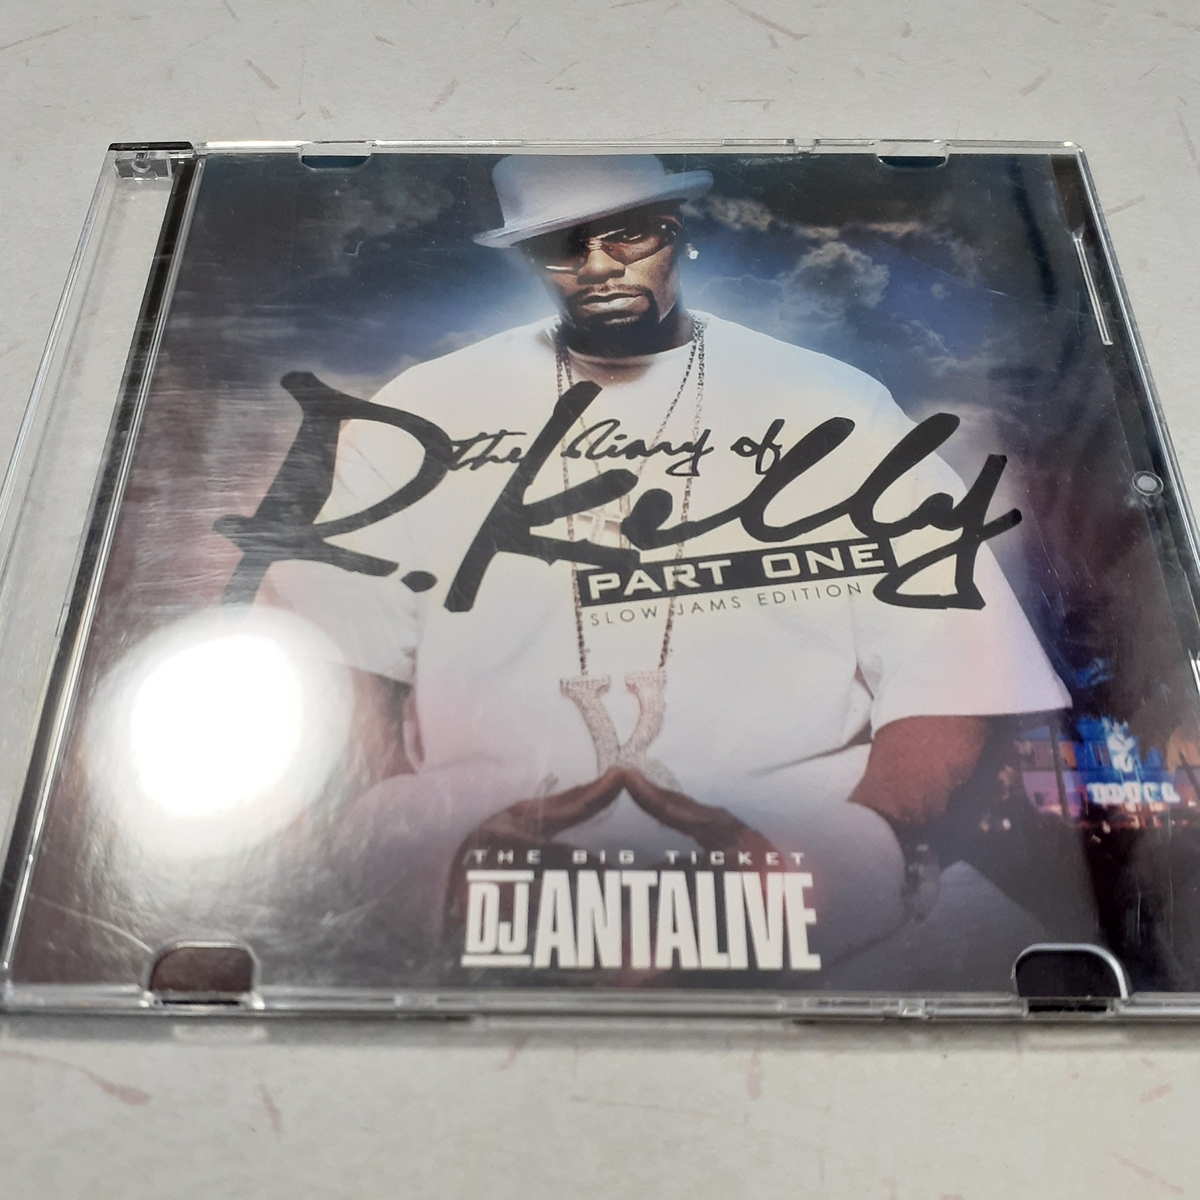 the Diary of
R. Kelly
PART ONE
SLOW JAMS EDITION
THE BIG TICKET
DJ ANTALIVE